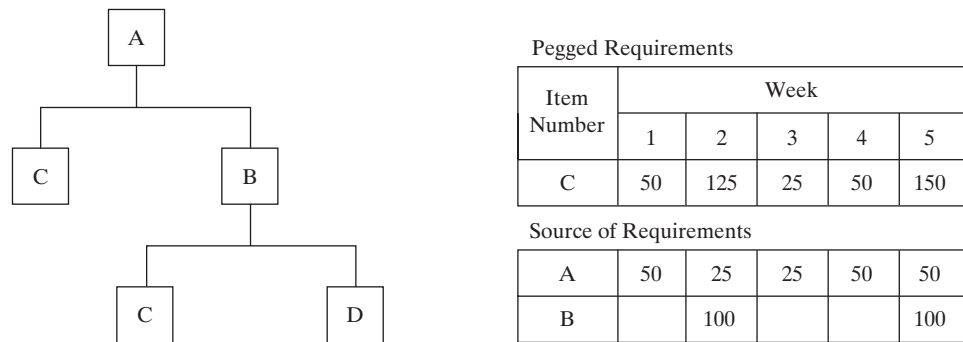 A
C B
C D
Pegged Requirements
Item Number Week
1 2 3 4 5
C 50 125 25 50 150
Source of Requirements
A 50 25 25 50 50
B 100 100